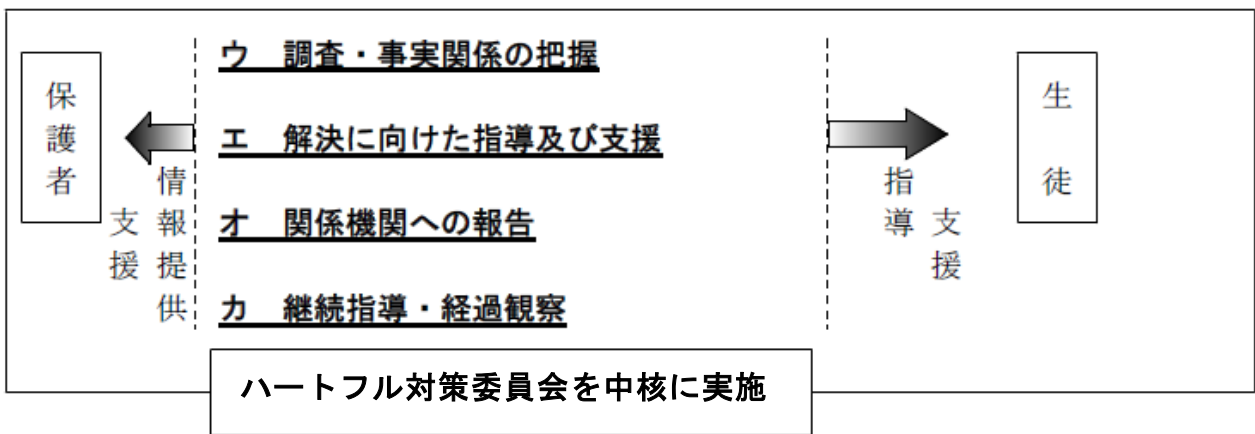 保護者
情報提供
支援
ウ　調査・事実関係の把握
エ　解決に向けた指導及び支援
オ　関係機関への報告
カ　継続指導・経過観察
指導
支援
生徒
ハートフル対策委員会を中核に実施